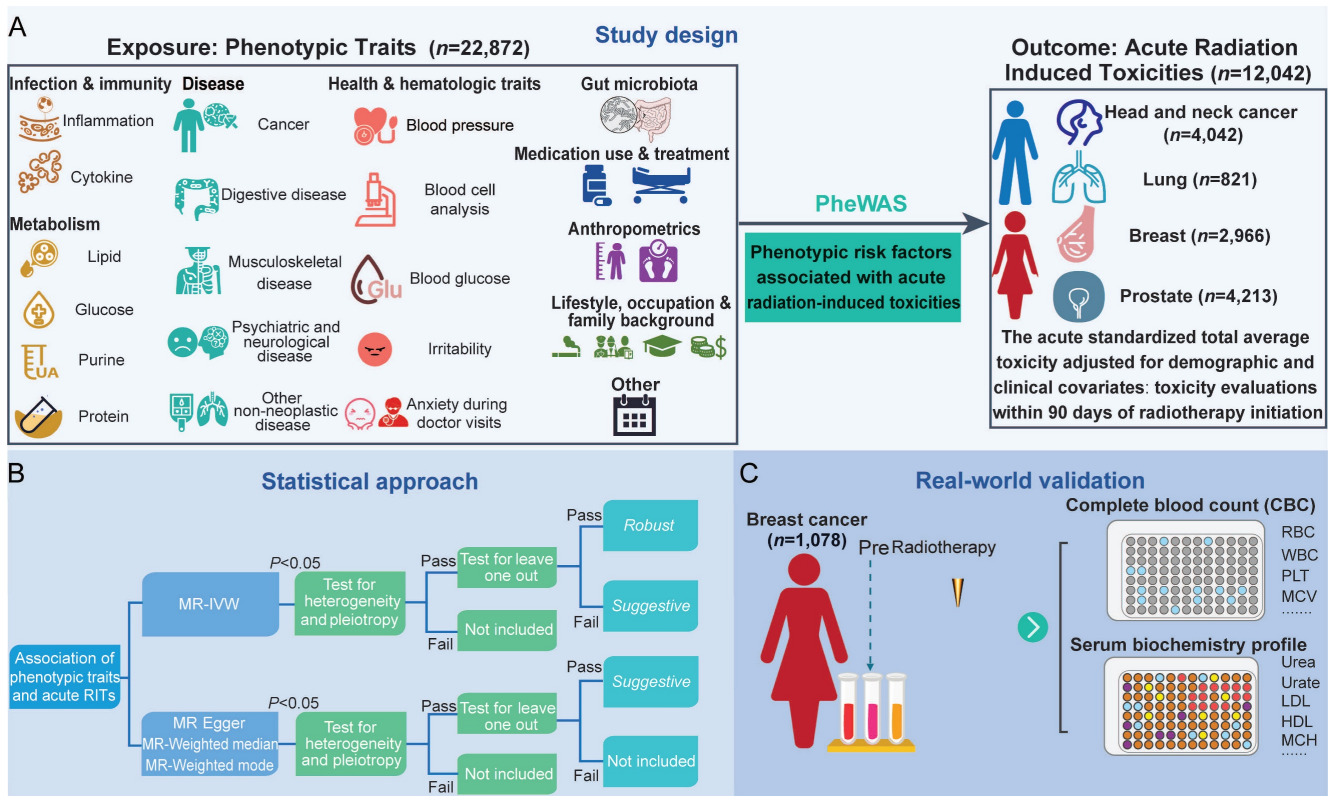 A
Study design
Exposure: Phenotypic Traits (n=22,872)
Infection & immunity
Inflammation
Cytokine
Metabolism
Lipid
Glucose
Purine
UA
Protein
Disease
Cancer
Digestive disease
Musculoskeletal
disease
Psychiatric and
neurological
disease
Other
non-neoplastic
disease
Health & hematologic traits
Blood pressure
Blood cell
analysis
Glu
Blood glucose
Irritability
Anxiety during
doctor visits
Gut microbiota
Medication use & treatment
Anthropometrics
Lifestyle, occupation &
family background
$
Other
PheWAS
Phenotypic risk factors
associated with acute
radiation-induced toxicities
Outcome: Acute Radiation
Induced Toxicities (n=12,042)
Head and neck cancer
(n=4,042)
Lung (n=821)
Breast (n=2,966)
Prostate (n=4,213)
The acute standardized total average
toxicity adjusted for demographic and
clinical covariates: toxicity evaluations
within 90 days of radiotherapy initiation
B
Statistical approach
Association of
phenotypic traits
and acute RITs
MR-IVW
P<0.05
Test for
heterogeneity
and pleiotropy
Pass
Test for leave
one out
Fail
Not included
Pass
Robust
Fail
Suggestive
MR Egger
MR-Weighted median
MR-Weighted mode
P<0.05
Test for
heterogeneity
and pleiotropy
Pass
Test for leave
one out
Fail
Not included
Pass
Suggestive
Fail
Not included
C
Real-world validation
Breast cancer
(n=1,078)
Pre Radiotherapy
Complete blood count (CBC)
RBC
WBC
PLT
MCV
.......
Serum biochemistry profile
Urea
Urate
LDL
HDL
MCH
......